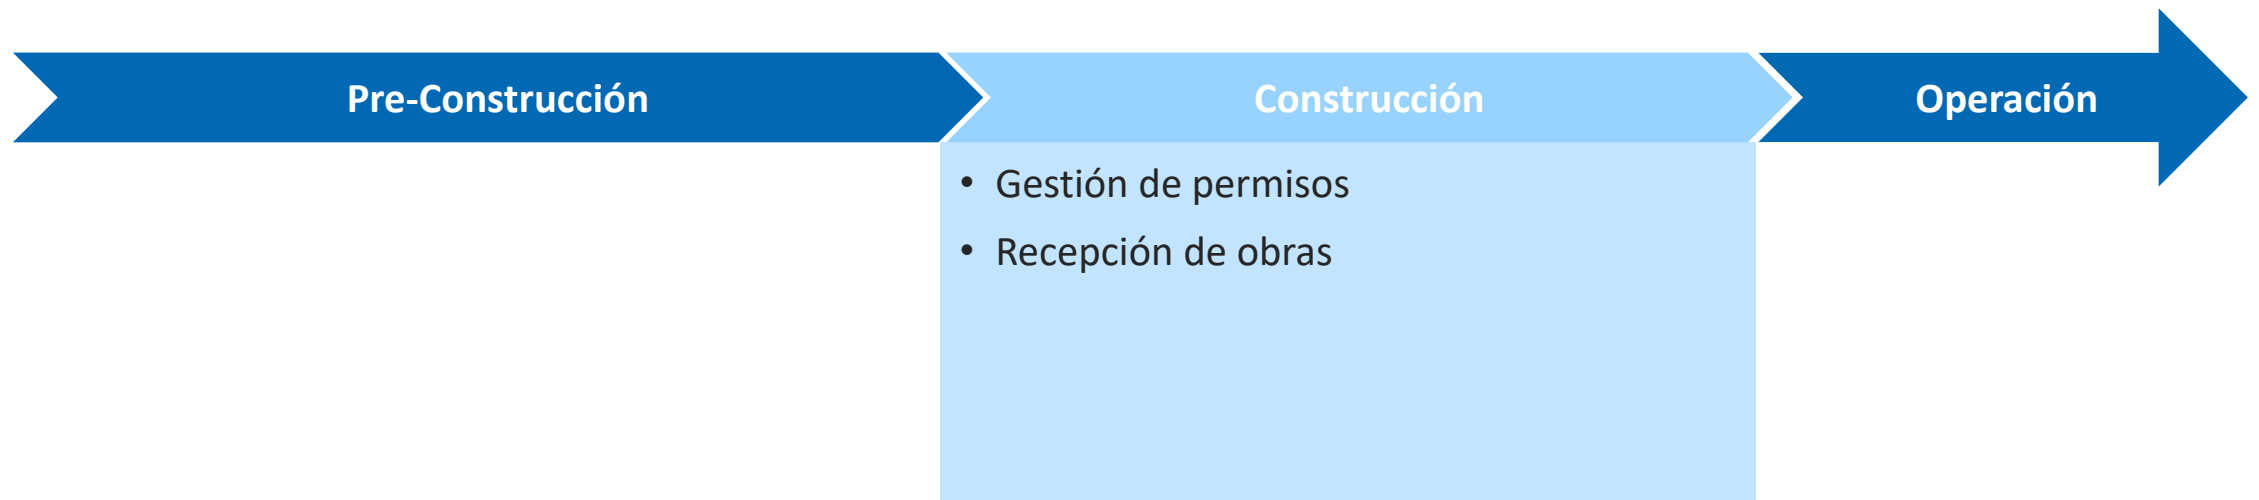 Pre-Construcción
Construcción
Operación
• Gestión de permisos
• Recepción de obras